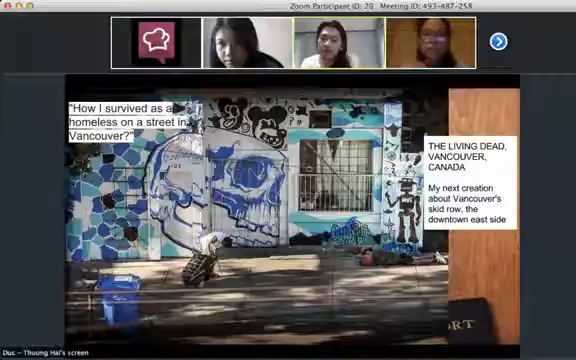 Zoom Participant ID: 29 Meeting ID: 493-487-258
"How I survived as a
homeless on a street in
Vancouver?"
THE LIVING DEAD,
VANCOUVER,
CANADA
My next creation
about Vancouver's
skid row, the
downtown east side
ORT
Duc – Thuong Hai's screen